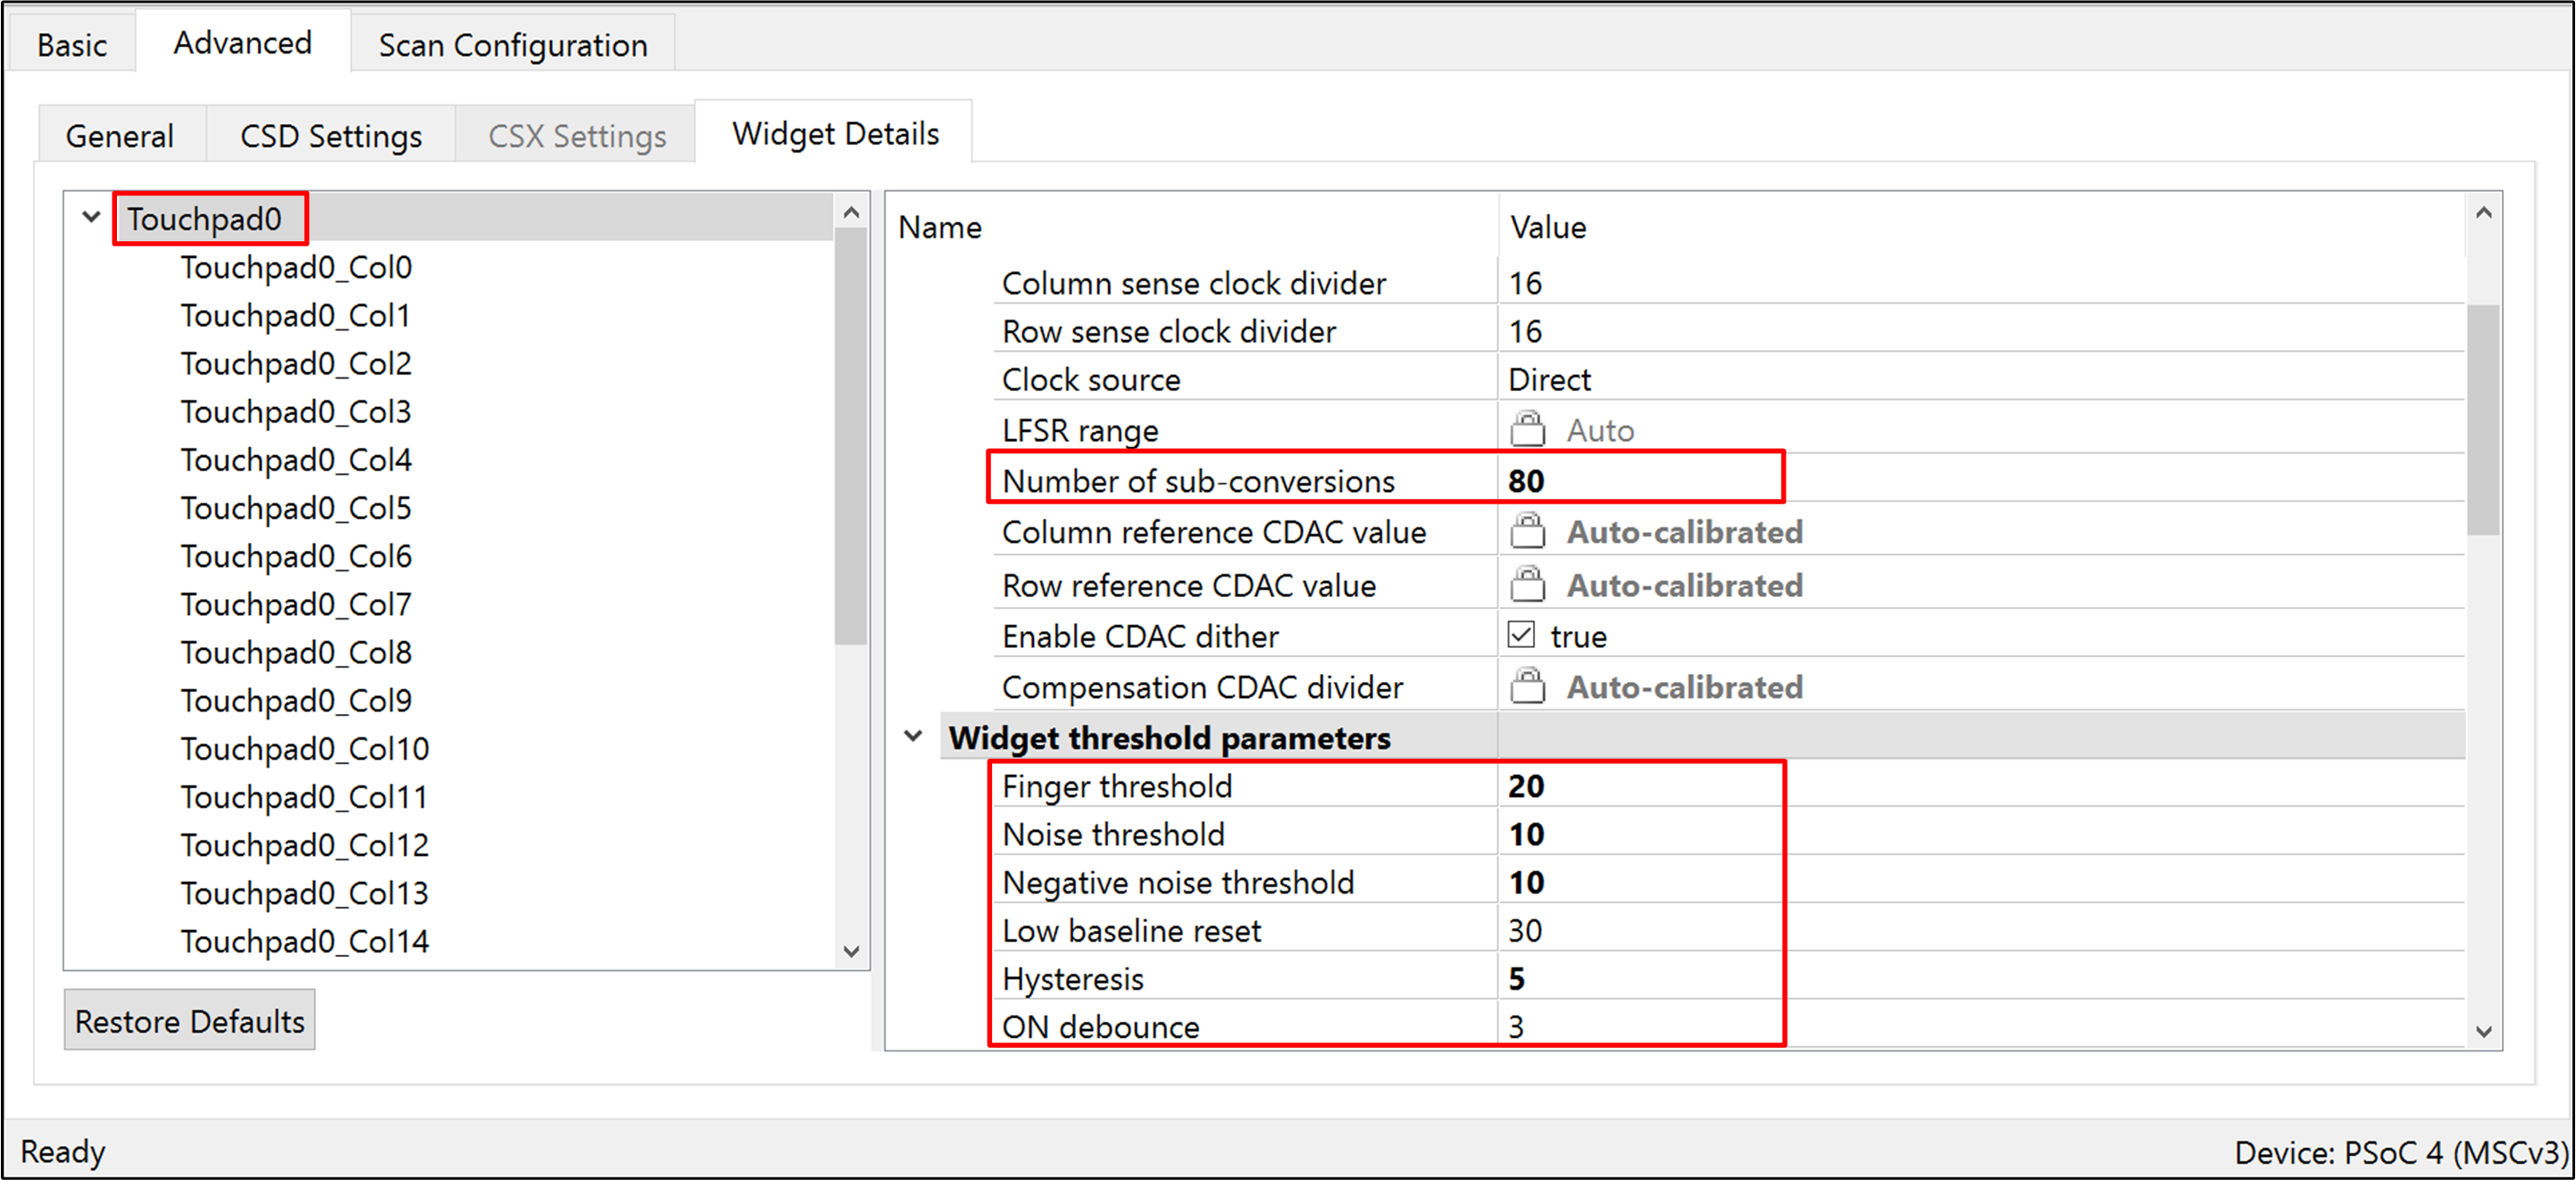 Basic Advanced Scan Configuration
General CSD Settings CSX Settings Widget Details
Touchpad0
Touchpad0_Col0
Touchpad0_Col1
Touchpad0_Col2
Touchpad0_Col3
Touchpad0_Col4
Touchpad0_Col5
Touchpad0_Col6
Touchpad0_Col7
Touchpad0_Col8
Touchpad0_Col9
Touchpad0_Col10
Touchpad0_Col11
Touchpad0_Col12
Touchpad0_Col13
Touchpad0_Col14
Restore Defaults
Name Value
Column sense clock divider 16
Row sense clock divider 16
Clock source Direct
LFSR range Auto
Number of sub-conversions 80
Column reference CDAC value Auto-calibrated
Row reference CDAC value Auto-calibrated
Enable CDAC dither true
Compensation CDAC divider Auto-calibrated
Widget threshold parameters
Finger threshold 20
Noise threshold 10
Negative noise threshold 10
Low baseline reset 30
Hysteresis 5
ON debounce 3
Ready Device: PSoC 4 (MSCv3)